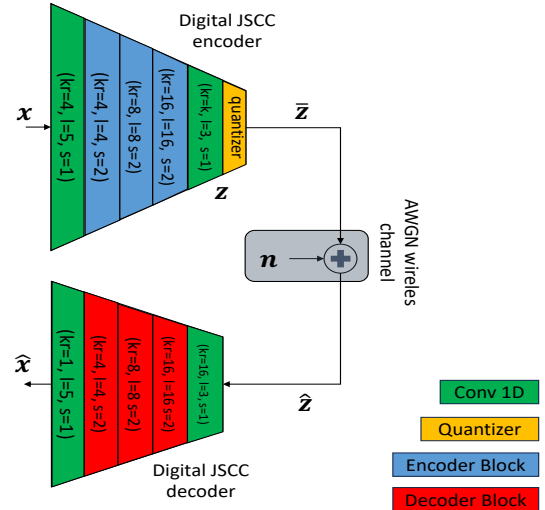 Digital JSCC
encoder
x
(kr=4, l=5, s=1)
(kr=4, l=4, s=2)
(kr=8, l=8 s=2)
(kr=16, l=16, s=2)
(kr=k, l=3, s=1)
quantizer
z
z̄
AWGN wireles
channel
n
ẑ
x̂
(kr=1, l=5, s=1)
(kr=4, l=4, s=2)
(kr=8, l=8 s=2)
(kr=16, l=16 s=2)
(kr=16, l=3, s=1)
Digital JSCC
decoder
Conv 1D
Quantizer
Encoder Block
Decoder Block